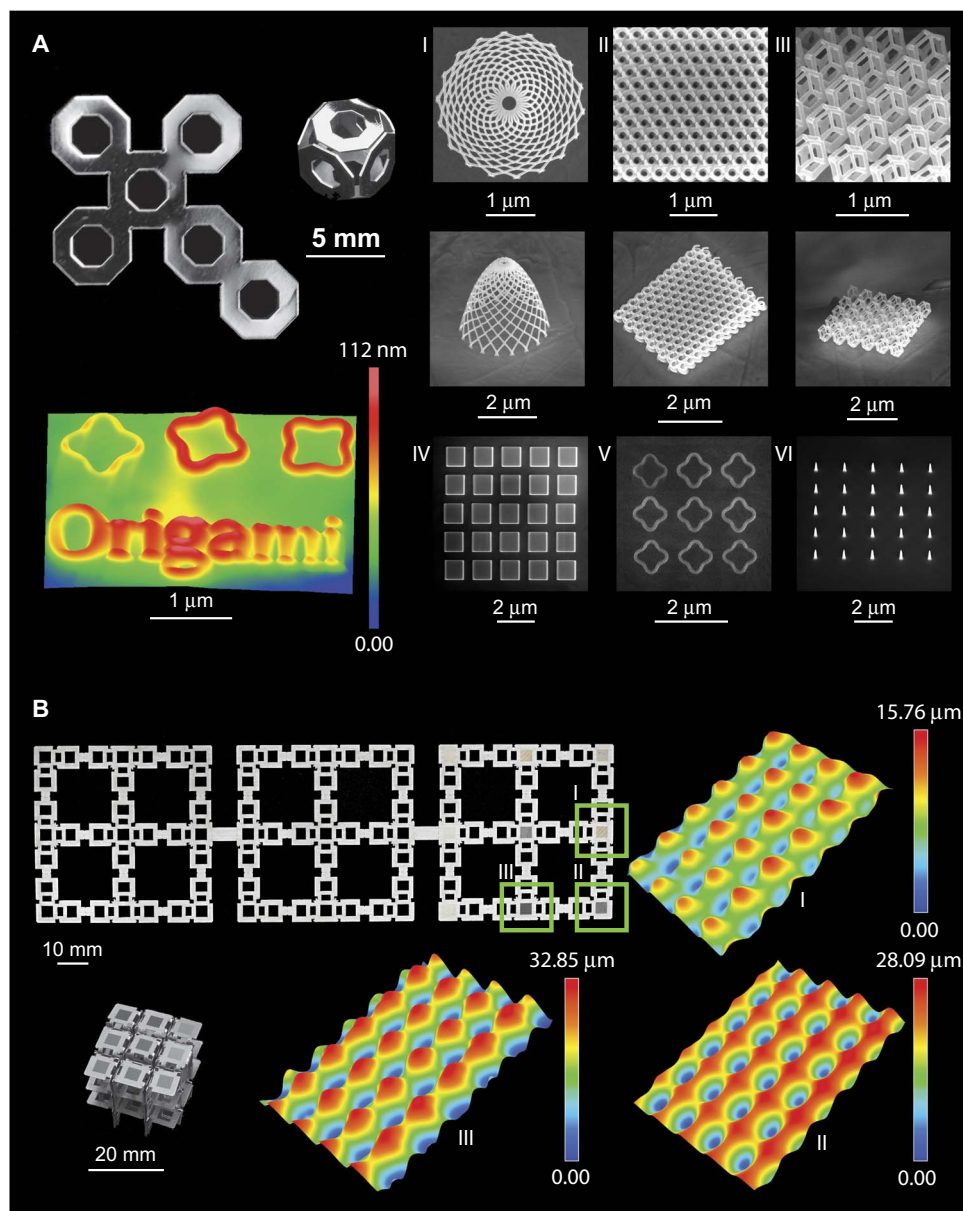 A
I
II
III
5 mm
1 μm
1 μm
1 μm
112 nm
Origami
1 μm
0.00
2 μm
2 μm
2 μm
IV
V
VI
2 μm
2 μm
2 μm
B
15.76 μm
I
III
II
I
0.00
10 mm
32.85 μm
28.09 μm
20 mm
III
II
0.00
0.00